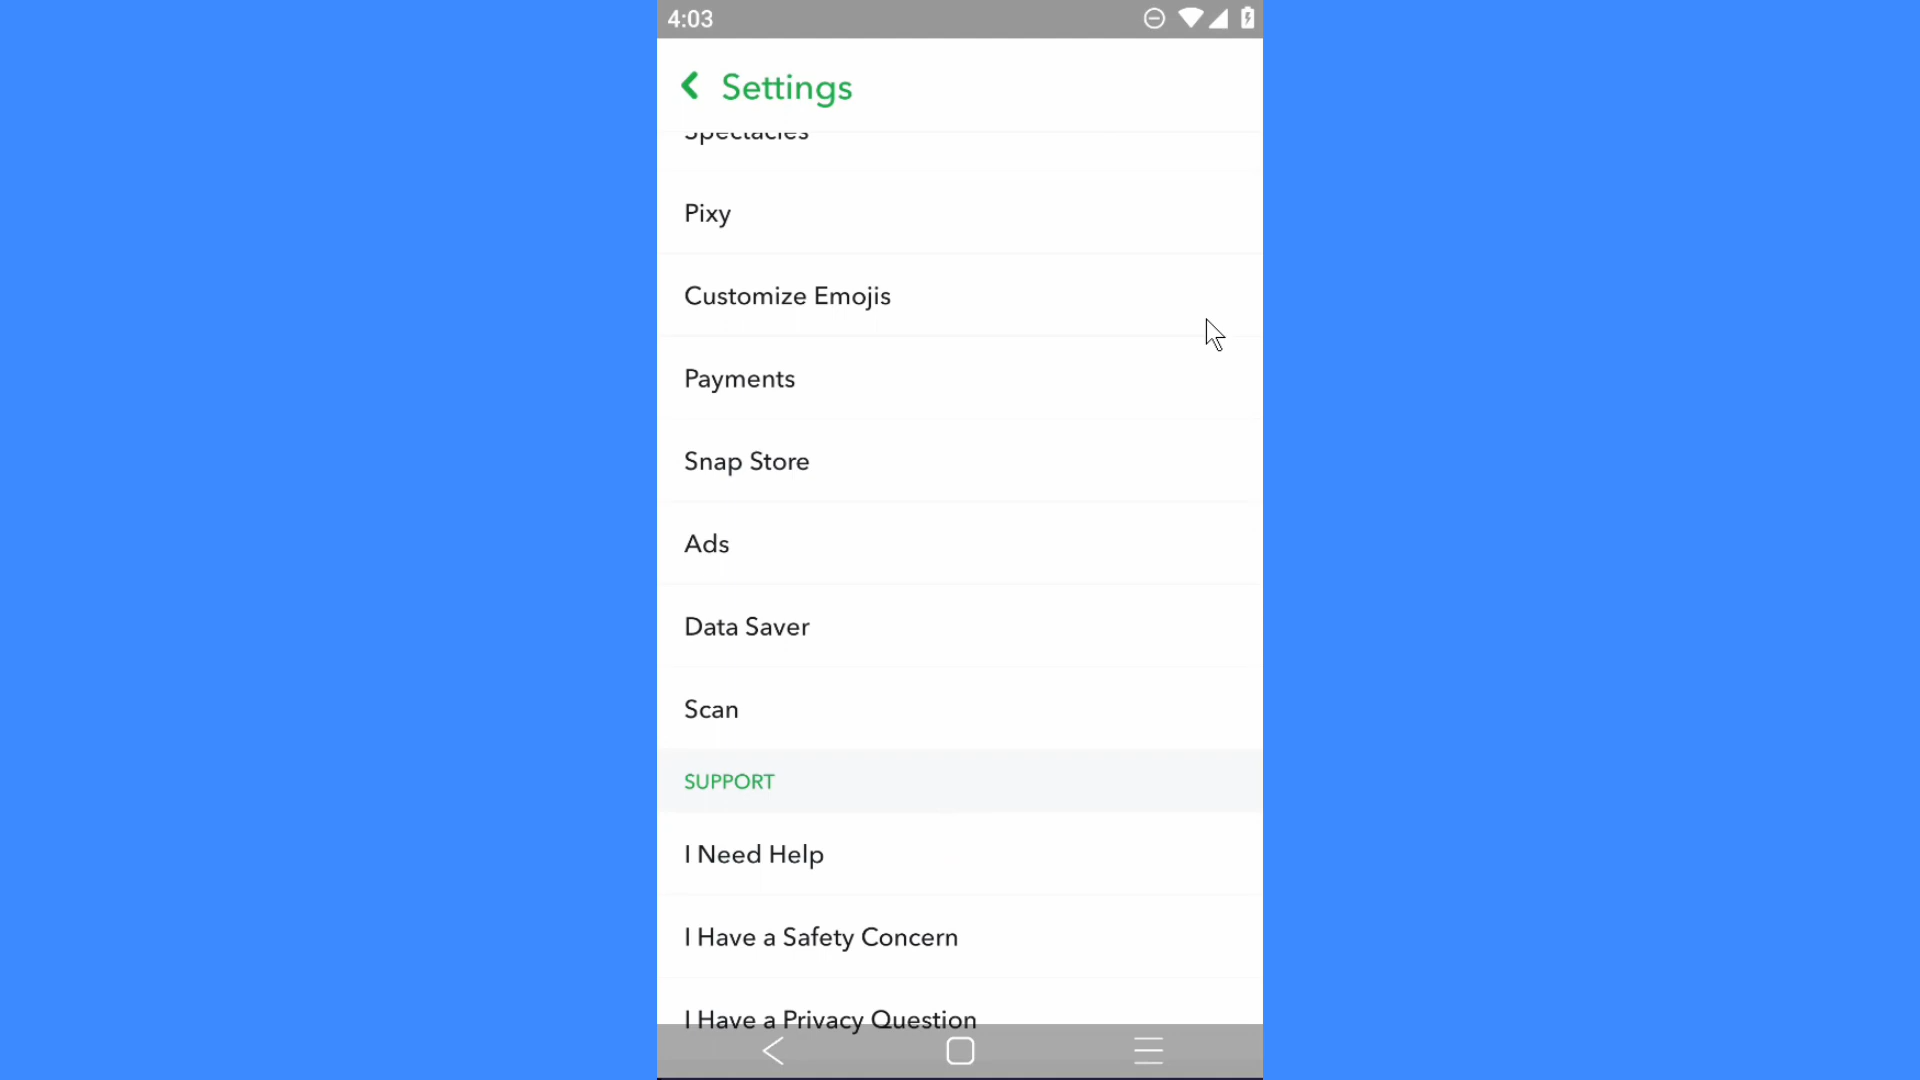 4:03
Settings
Spectacles
Pixy
Customize Emojis
Payments
Snap Store
Ads
Data Saver
Scan
SUPPORT
I Need Help
I Have a Safety Concern
I Have a Privacy Question